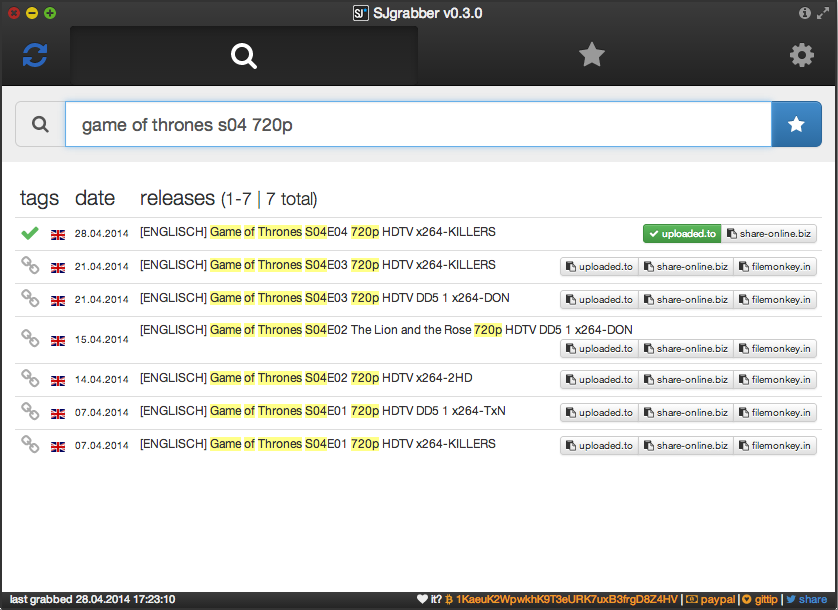 SJ SJgrabber v0.3.0
game of thrones s04 720p
tags date releases (1-7 | 7 total)
28.04.2014 [ENGLISCH] Game of Thrones S04E04 720p HDTV x264-KILLERS uploaded.to share-online.biz
21.04.2014 [ENGLISCH] Game of Thrones S04E03 720p HDTV x264-KILLERS uploaded.to share-online.biz filemonkey.in
21.04.2014 [ENGLISCH] Game of Thrones S04E03 720p HDTV DD5 1 x264-DON uploaded.to share-online.biz filemonkey.in
15.04.2014 [ENGLISCH] Game of Thrones S04E02 The Lion and the Rose 720p HDTV DD5 1 x264-DON
uploaded.to share-online.biz filemonkey.in
14.04.2014 [ENGLISCH] Game of Thrones S04E02 720p HDTV x264-2HD uploaded.to share-online.biz filemonkey.in
07.04.2014 [ENGLISCH] Game of Thrones S04E01 720p HDTV DD5 1 x264-TxN uploaded.to share-online.biz filemonkey.in
07.04.2014 [ENGLISCH] Game of Thrones S04E01 720p HDTV x264-KILLERS uploaded.to share-online.biz filemonkey.in
last grabbed 28.04.2014 17:23:10 it? 1KaeuK2WpwkhK9T3eURK7uxB3frgD8Z4HV | paypal | gittip | share